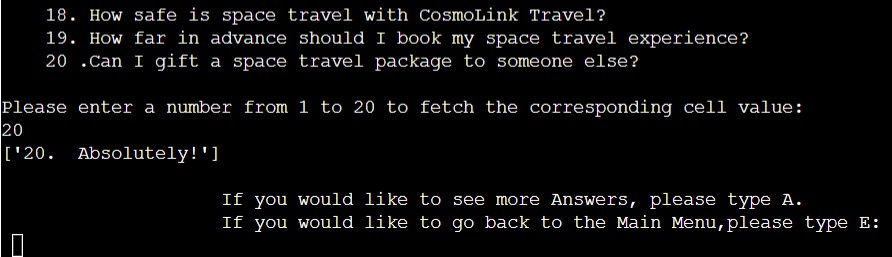 18. How safe is space travel with CosmoLink Travel?
19. How far in advance should I book my space travel experience?
20 .Can I gift a space travel package to someone else?
Please enter a number from 1 to 20 to fetch the corresponding cell value:
20
['20.  Absolutely!']
If you would like to see more Answers, please type A.
If you would like to go back to the Main Menu,please type E: